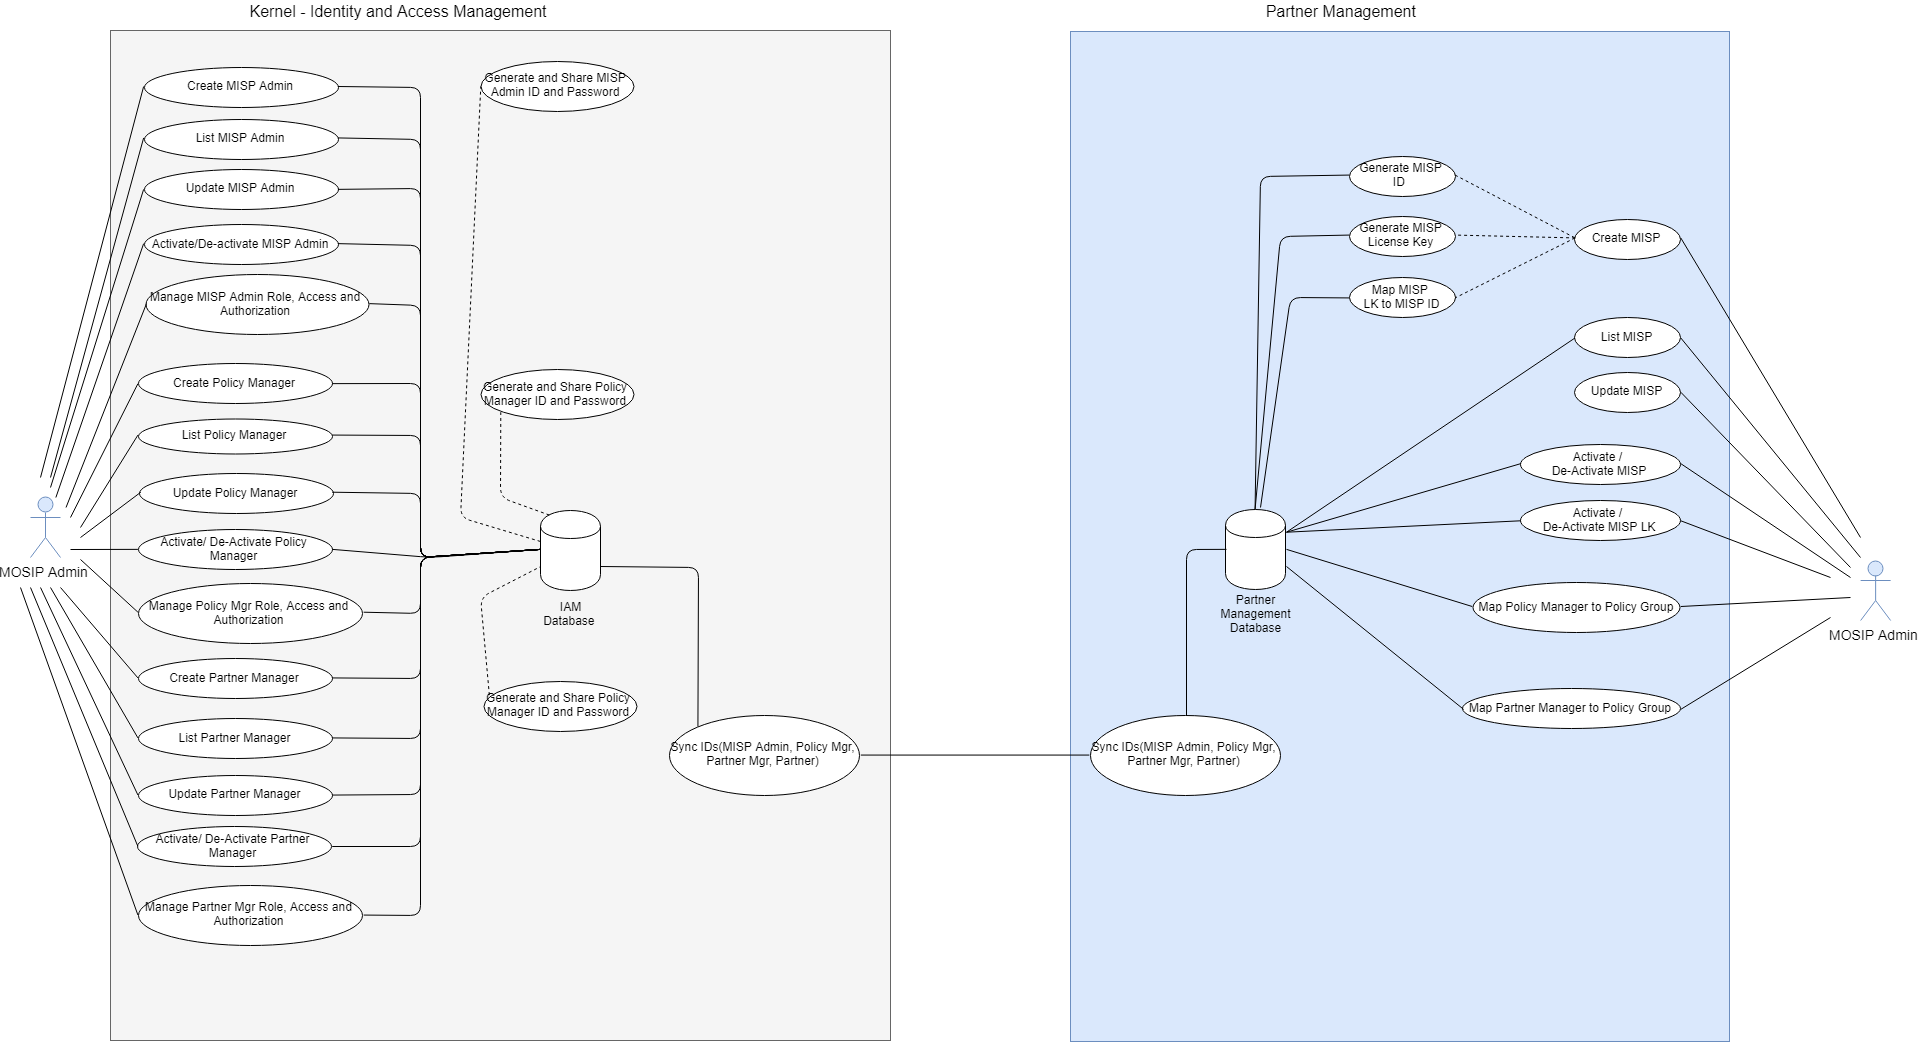 Kernel - Identity and Access Management
Create MISP Admin
List MISP Admin
Update MISP Admin
Activate/De-activate MISP Admin
Manage MISP Admin Role, Access and
Authorization
Create Policy Manager
List Policy Manager
Update Policy Manager
Activate/ De-Activate Policy
Manager
Manage Policy Mgr Role, Access and
Authorization
Create Partner Manager
List Partner Manager
Update Partner Manager
Activate/ De-Activate Partner
Manager
Manage Partner Mgr Role, Access and
Authorization
MOSIP Admin
Generate and Share MISP
Admin ID and Password
Generate and Share Policy
Manager ID and Password
IAM
Database
Generate and Share Policy
Manager ID and Password
Sync IDs(MISP Admin, Policy Mgr,
Partner Mgr, Partner)
Partner Management
Generate MISP
ID
Generate MISP
License Key
Map MISP
LK to MISP ID
Create MISP
List MISP
Update MISP
Activate /
De-Activate MISP
Activate /
De-Activate MISP LK
Map Policy Manager to Policy Group
Map Partner Manager to Policy Group
Partner
Management
Database
Sync IDs(MISP Admin, Policy Mgr,
Partner Mgr, Partner)
MOSIP Admin